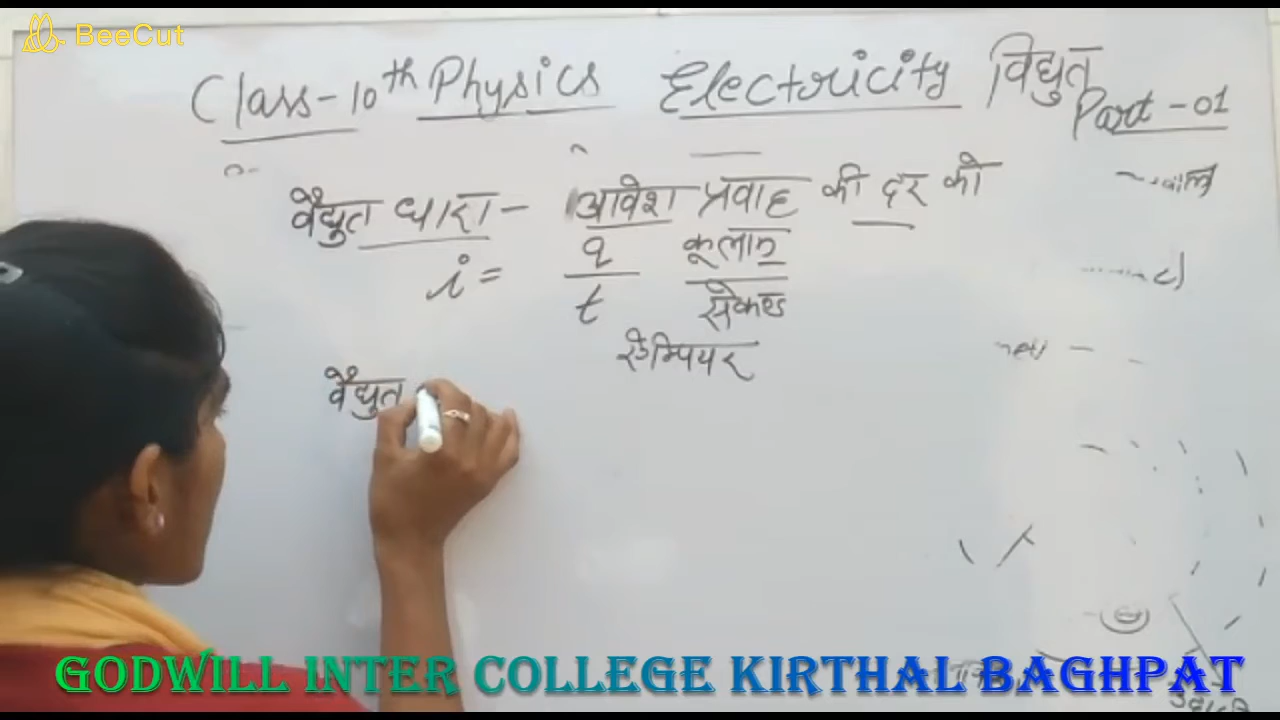 BeeCut
Class-10th Physics Electricity विद्युत
Part-01
वैद्युत धारा - आवेश प्रवाह की दर को
i = q/t कूलाम/सेकण्ड
ऐम्पियर
वैद्युत
GODWILL INTER COLLEGE KIRTHAL BAGHPAT